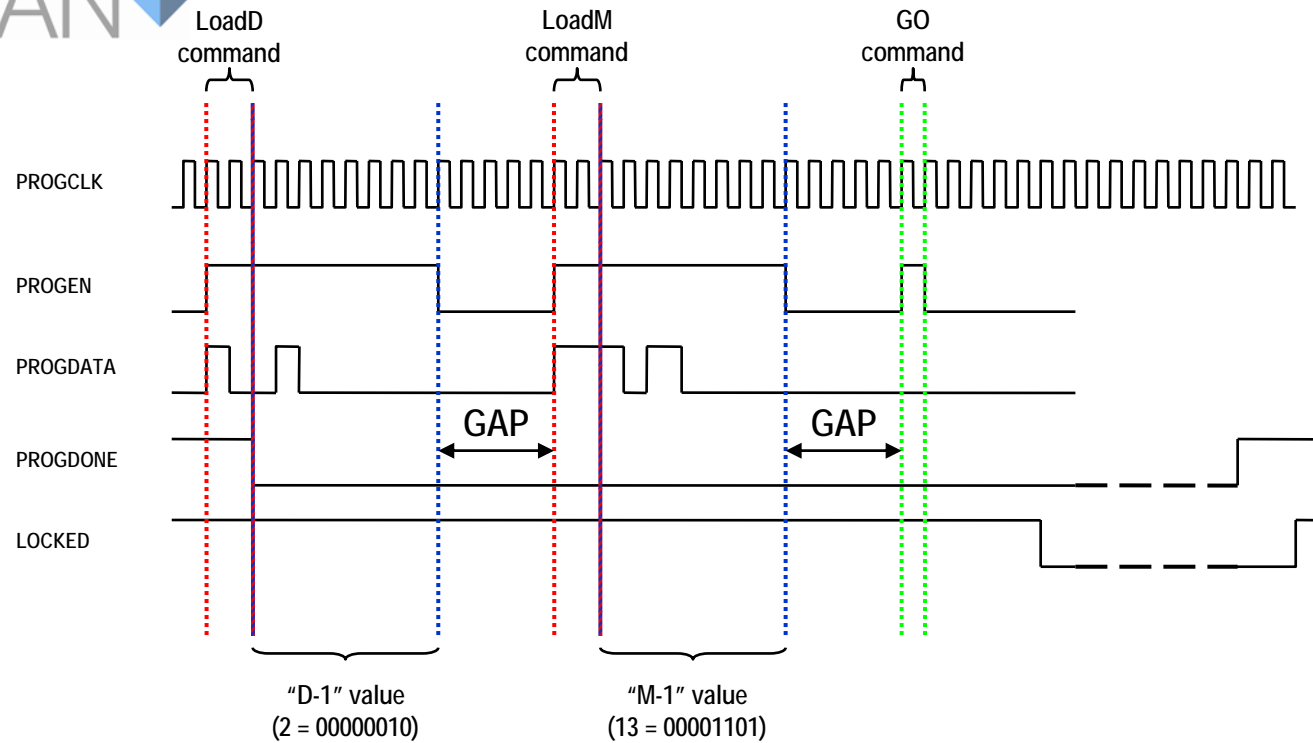 AN
LoadD
command
LoadM
command
GO
command
PROGCLK
PROGEN
PROGDATA
GAP
GAP
PROGDONE
LOCKED
“D-1” value
(2 = 00000010)
“M-1” value
(13 = 00001101)